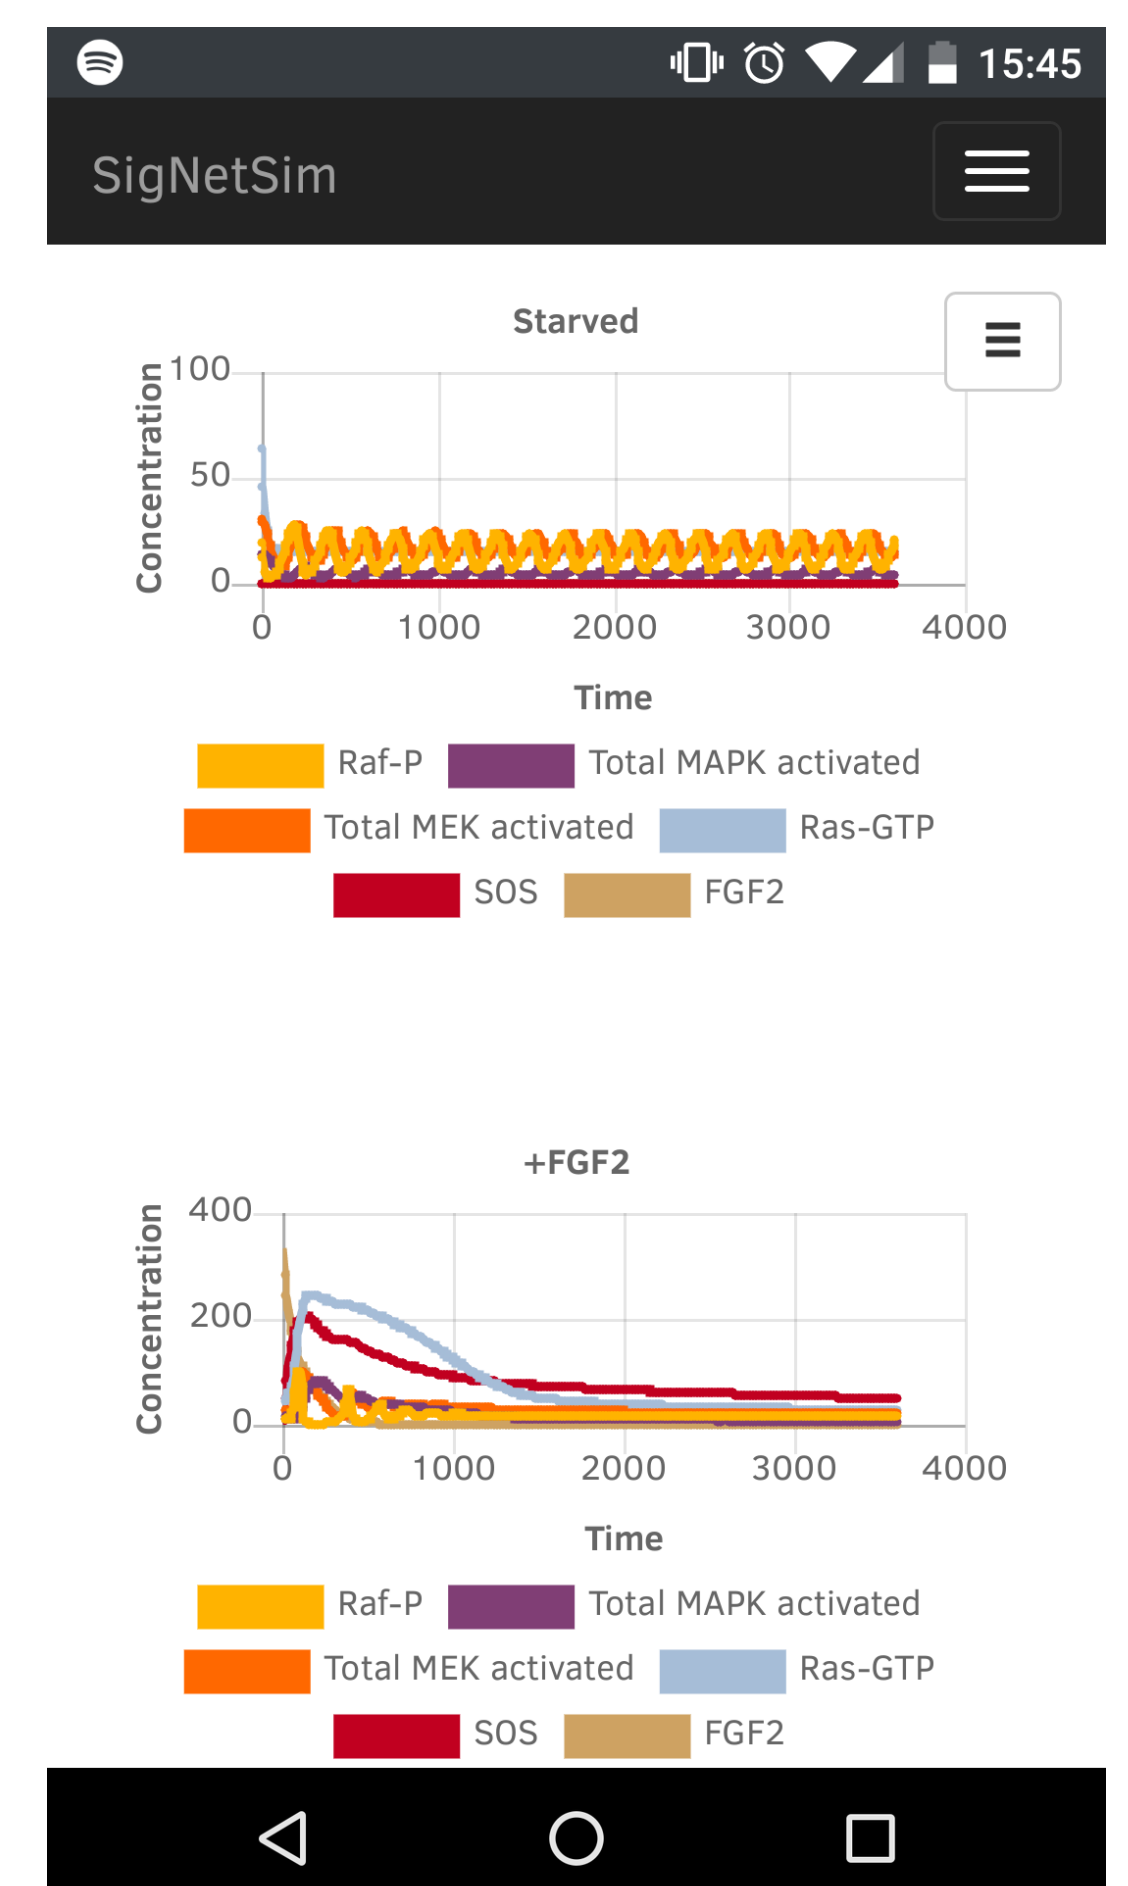 15:45
SigNetSim
Starved
Concentration
100
50
0
0 1000 2000 3000 4000
Time
Raf-P Total MAPK activated
Total MEK activated Ras-GTP
SOS FGF2
+FGF2
Concentration
400
200
0
0 1000 2000 3000 4000
Time
Raf-P Total MAPK activated
Total MEK activated Ras-GTP
SOS FGF2